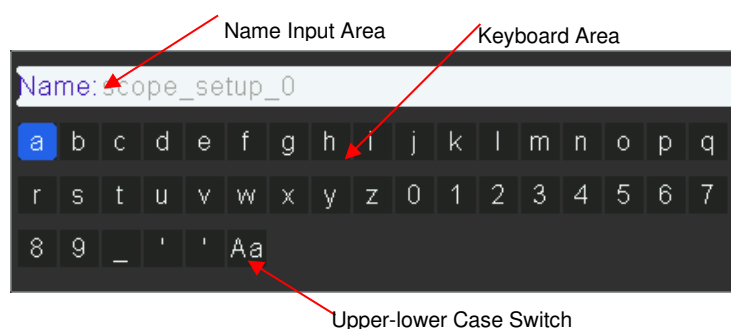 Name Input Area
Keyboard Area
Name: scope_setup_0
a b c d e f g h i j k l m n o p q
r s t u v w x y z 0 1 2 3 4 5 6 7
8 9 _ ' ' Aa
Upper-lower Case Switch